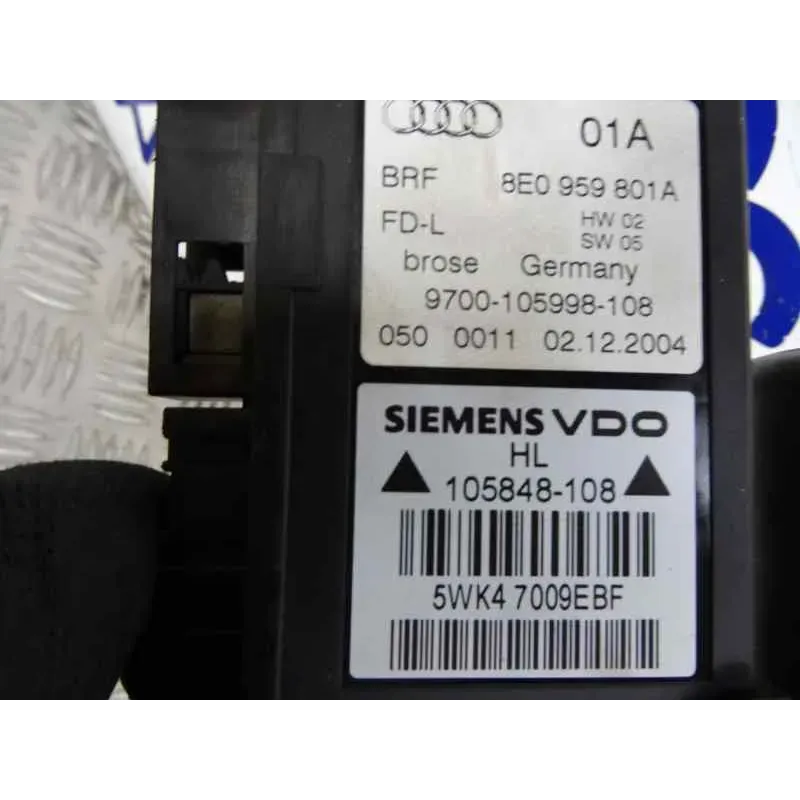 01A
BRF 8E0 959 801A
FD-L HW 02
SW 05
brose Germany
9700-105998-108
050 0011 02.12.2004
SIEMENS VDO
HL
105848-108
5WK4 7009EBF